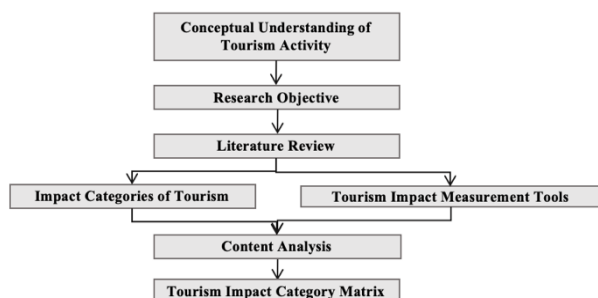 Conceptual Understanding of
Tourism Activity
Research Objective
Literature Review
Impact Categories of Tourism
Tourism Impact Measurement Tools
Content Analysis
Tourism Impact Category Matrix